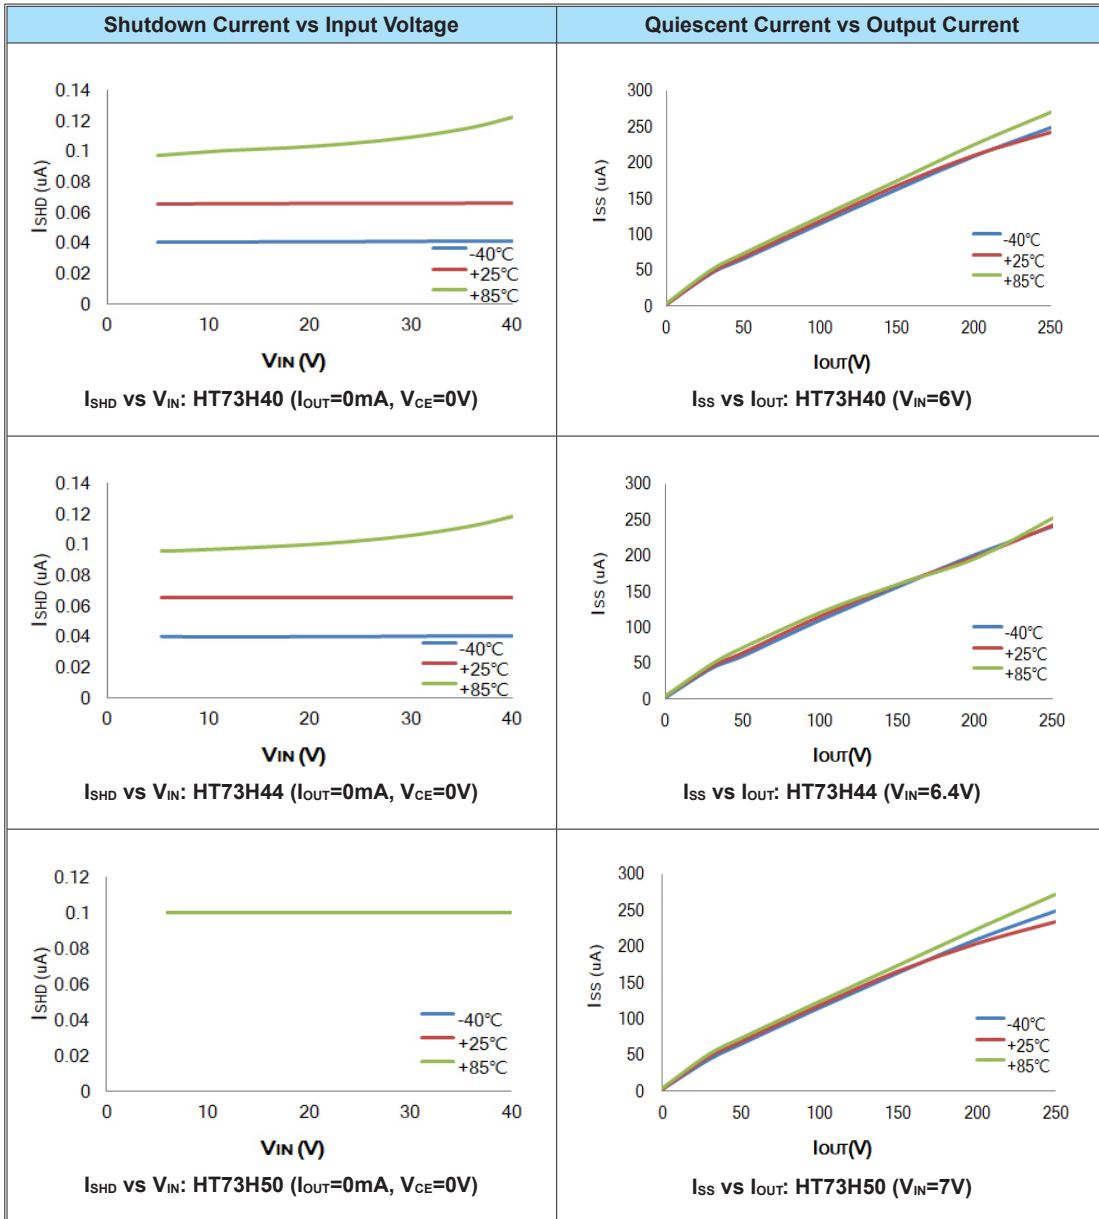 Shutdown Current vs Input Voltage
Quiescent Current vs Output Current
0.14
0.12
0.1
0.08
0.06
0.04
0.02
0
ISHD (uA)
0 10 20 30 40
-40℃
+25℃
+85℃
VIN (V)
ISHD vs VIN: HT73H40 (IOUT=0mA, VCE=0V)
300
250
200
150
100
50
0
ISS (uA)
0 50 100 150 200 250
-40℃
+25℃
+85℃
IOUT(V)
ISS vs IOUT: HT73H40 (VIN=6V)
0.14
0.12
0.1
0.08
0.06
0.04
0.02
0
ISHD (uA)
0 10 20 30 40
-40℃
+25℃
+85℃
VIN (V)
ISHD vs VIN: HT73H44 (IOUT=0mA, VCE=0V)
300
250
200
150
100
50
0
ISS (uA)
0 50 100 150 200 250
-40℃
+25℃
+85℃
IOUT(V)
ISS vs IOUT: HT73H44 (VIN=6.4V)
0.12
0.1
0.08
0.06
0.04
0.02
0
ISHD (uA)
0 10 20 30 40
-40℃
+25℃
+85℃
VIN (V)
ISHD vs VIN: HT73H50 (IOUT=0mA, VCE=0V)
300
250
200
150
100
50
0
ISS (uA)
0 50 100 150 200 250
-40℃
+25℃
+85℃
IOUT(V)
ISS vs IOUT: HT73H50 (VIN=7V)